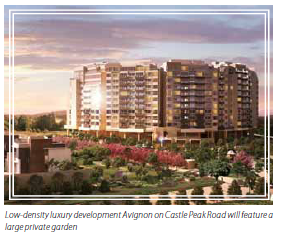 Low-density luxury development Avignon on Castle Peak Road will feature a
large private garden